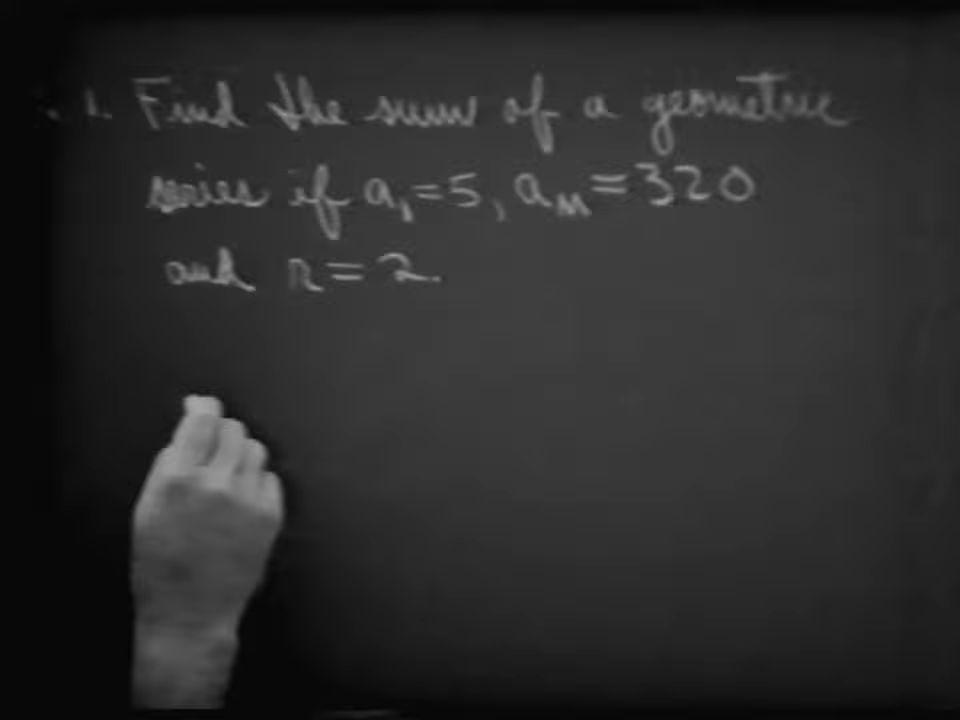 1. Find the sum of a geometric
series if a₁=5, aₙ=320
and r=2.